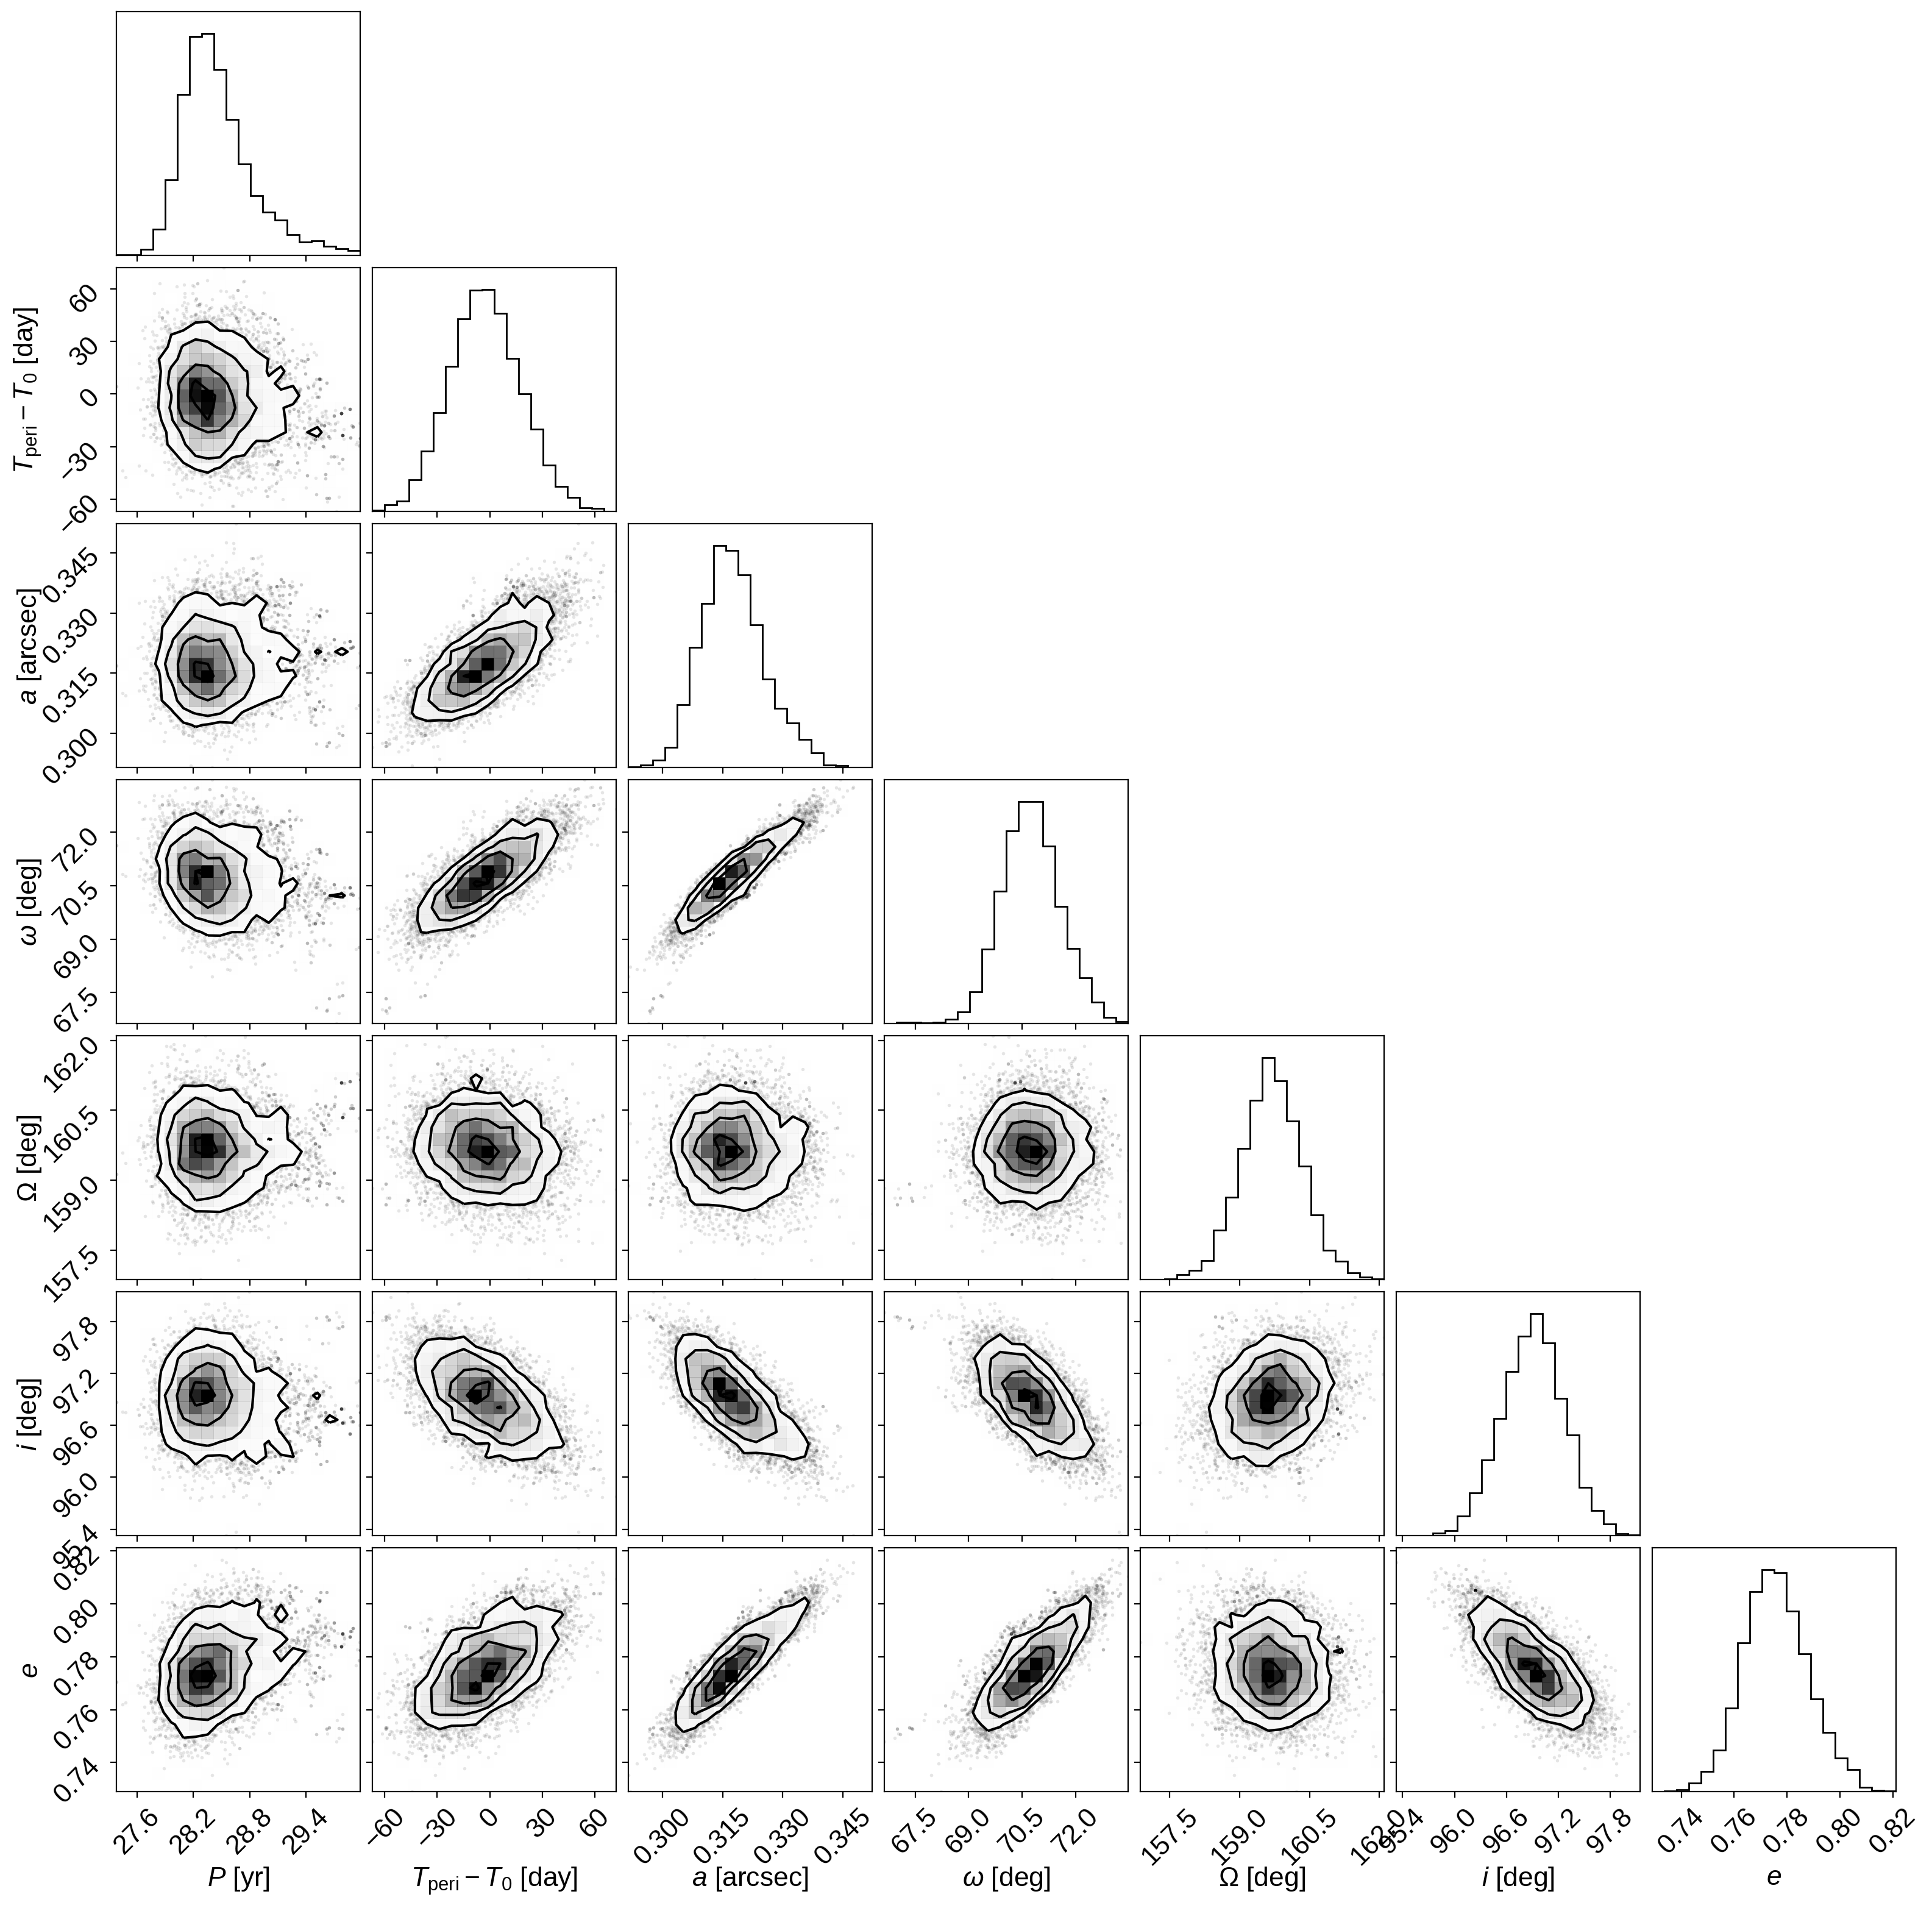 T_peri − T_0 [day]
60
30
0
−30
−60
a [arcsec]
0.345
0.330
0.315
0.300
ω [deg]
72.0
70.5
69.0
67.5
Ω [deg]
162.0
160.5
159.0
157.5
i [deg]
97.8
97.2
96.6
96.0
95.4
e
0.82
0.80
0.78
0.76
0.74
27.6 28.2 28.8 29.4
−60 −30 0 30 60
0.300 0.315 0.330 0.345
67.5 69.0 70.5 72.0
157.5 159.0 160.5 162.0
95.4 96.0 96.6 97.2 97.8
0.74 0.76 0.78 0.80 0.82
P [yr]
T_peri − T_0 [day]
a [arcsec]
ω [deg]
Ω [deg]
i [deg]
e